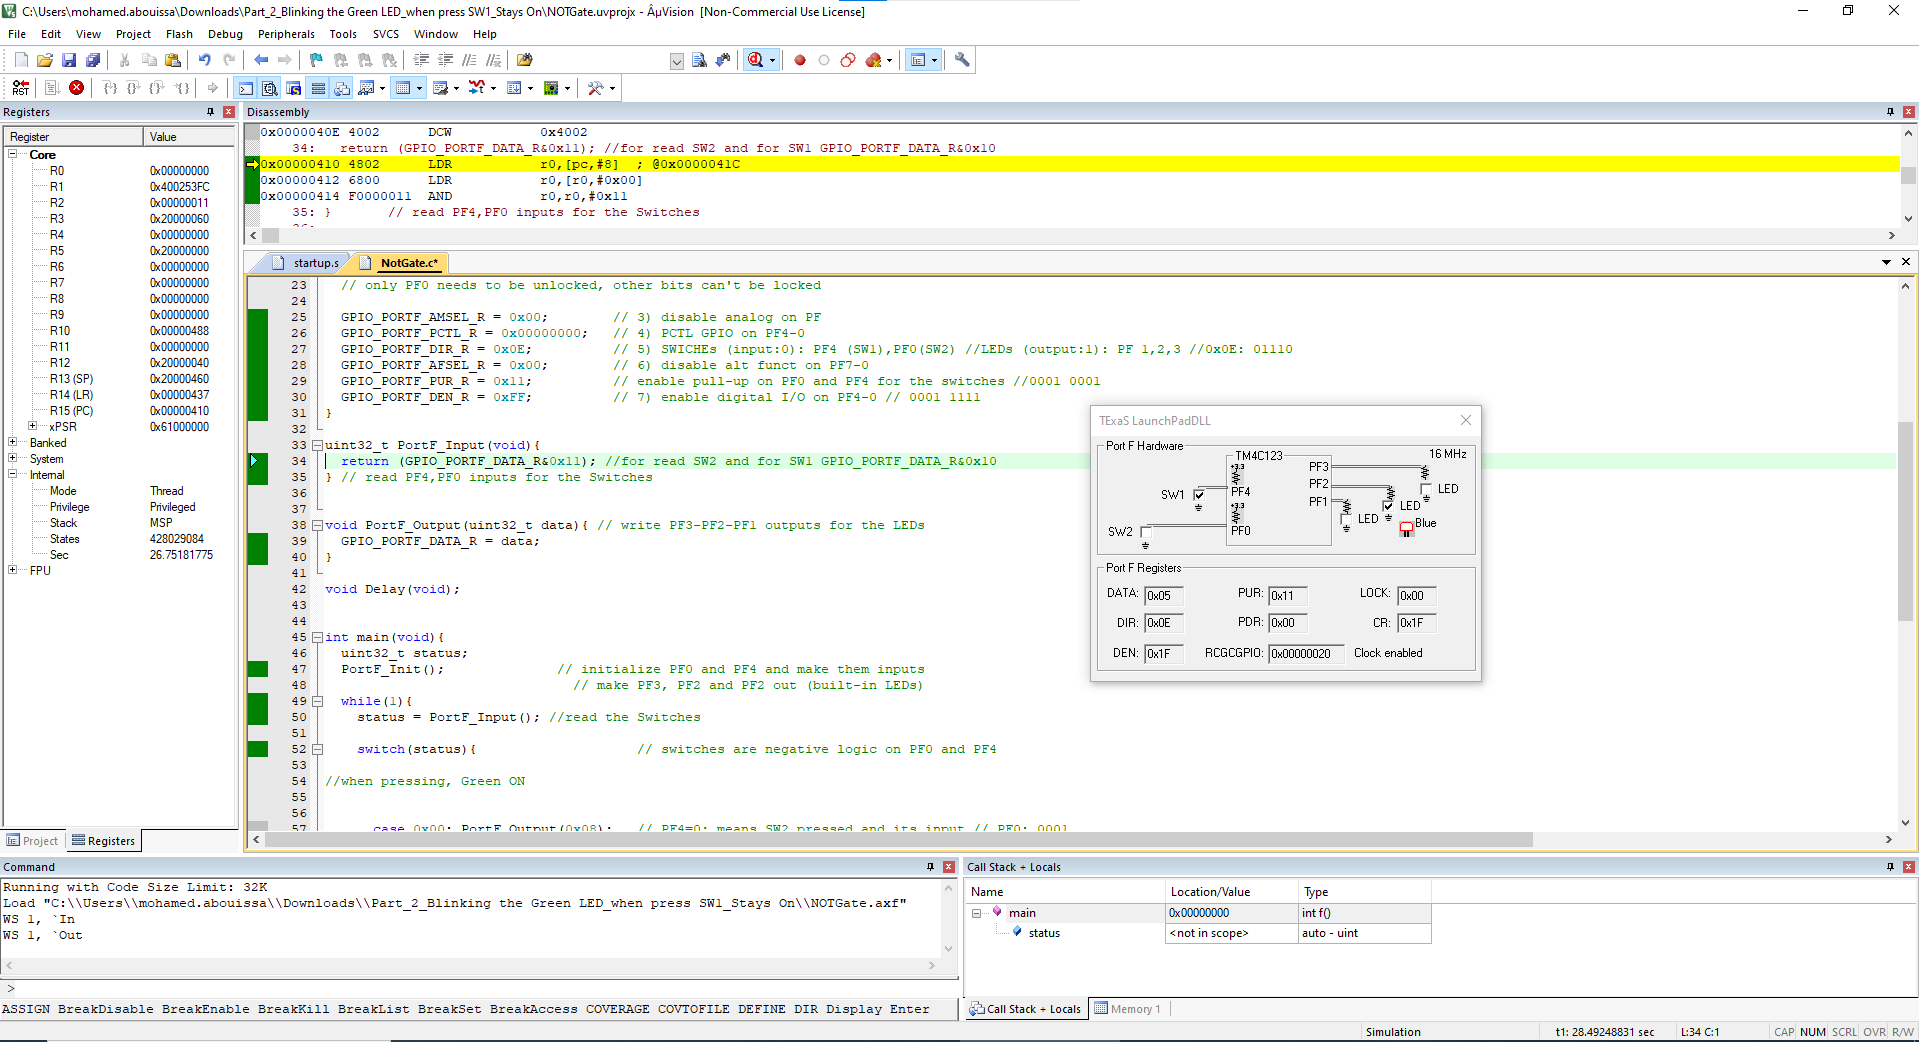 C:\Users\mohamed.abouissa\Downloads\Part_2_Blinking the Green LED_when press SW1_Stays On\NOTGate.uvprojx - ÂµVision [Non-Commercial Use License]
File Edit View Project Flash Debug Peripherals Tools SVCS Window Help
RST
Registers
Register Value
Core
R0 0x00000000
R1 0x400253FC
R2 0x00000011
R3 0x20000060
R4 0x00000000
R5 0x20000000
R6 0x00000000
R7 0x00000000
R8 0x00000000
R9 0x00000000
R10 0x00000488
R11 0x00000000
R12 0x20000040
R13 (SP) 0x20000460
R14 (LR) 0x00000437
R15 (PC) 0x00000410
xPSR 0x61000000
Banked
System
Internal
Mode Thread
Privilege Privileged
Stack MSP
States 428029084
Sec 26.75181775
FPU
Project Registers
Disassembly
0x0000040E 4002 DCW 0x4002
34: return (GPIO_PORTF_DATA_R&0x11); //for read SW2 and for SW1 GPIO_PORTF_DATA_R&0x10
0x00000410 4802 LDR r0,[pc,#8] ; @0x0000041C
0x00000412 6800 LDR r0,[r0,#0x00]
0x00000414 F0000011 AND r0,r0,#0x11
35: } // read PF4,PF0 inputs for the Switches
startup.s NotGate.c*
23 // only PF0 needs to be unlocked, other bits can't be locked
24
25 GPIO_PORTF_AMSEL_R = 0x00; // 3) disable analog on PF
26 GPIO_PORTF_PCTL_R = 0x00000000; // 4) PCTL GPIO on PF4-0
27 GPIO_PORTF_DIR_R = 0x0E; // 5) SWICHEs (input:0): PF4 (SW1),PF0(SW2) //LEDs (output:1): PF 1,2,3 //0x0E: 01110
28 GPIO_PORTF_AFSEL_R = 0x00; // 6) disable alt funct on PF7-0
29 GPIO_PORTF_PUR_R = 0x11; // enable pull-up on PF0 and PF4 for the switches //0001 0001
30 GPIO_PORTF_DEN_R = 0xFF; // 7) enable digital I/O on PF4-0 // 0001 1111
31 }
32
33 uint32_t PortF_Input(void){
34 return (GPIO_PORTF_DATA_R&0x11); //for read SW2 and for SW1 GPIO_PORTF_DATA_R&0x10
35 } // read PF4,PF0 inputs for the Switches
36
37
38 void PortF_Output(uint32_t data){ // write PF3-PF2-PF1 outputs for the LEDs
39 GPIO_PORTF_DATA_R = data;
40 }
41
42 void Delay(void);
43
44
45 int main(void){
46 uint32_t status;
47 PortF_Init(); // initialize PF0 and PF4 and make them inputs
48 // make PF3, PF2 and PF2 out (built-in LEDs)
49 while(1){
50 status = PortF_Input(); //read the Switches
51
52 switch(status){ // switches are negative logic on PF0 and PF4
53
54 //when pressing, Green ON
55
56
57 case 0x00: PortF_Output(0x08); // PF4=0: means SW2 pressed and its input // PF0: 0001
TExaS LaunchPadDLL
Port F Hardware
TM4C123
16 MHz
+3.3
PF3
PF2
PF1
LED
SW1
PF4
LED
+3.3
LED
Blue
SW2
PF0
Port F Registers
DATA: 0x05 PUR: 0x11 LOCK: 0x00
DIR: 0x0E PDR: 0x00 CR: 0x1F
DEN: 0x1F RCGCGPIO: 0x00000020 Clock enabled
Command
Running with Code Size Limit: 32K
Load "C:\\Users\\mohamed.abouissa\\Downloads\\Part_2_Blinking the Green LED_when press SW1_Stays On\\NOTGate.axf"
WS 1, `In
WS 1, `Out
>
ASSIGN BreakDisable BreakEnable BreakKill BreakList BreakSet BreakAccess COVERAGE COVTOFILE DEFINE DIR Display Enter
Call Stack + Locals
Name Location/Value Type
main 0x00000000 int f()
status <not in scope> auto - uint
Call Stack + Locals Memory 1
Simulation t1: 28.49248831 sec L:34 C:1 CAP NUM SCRL OVR R/W